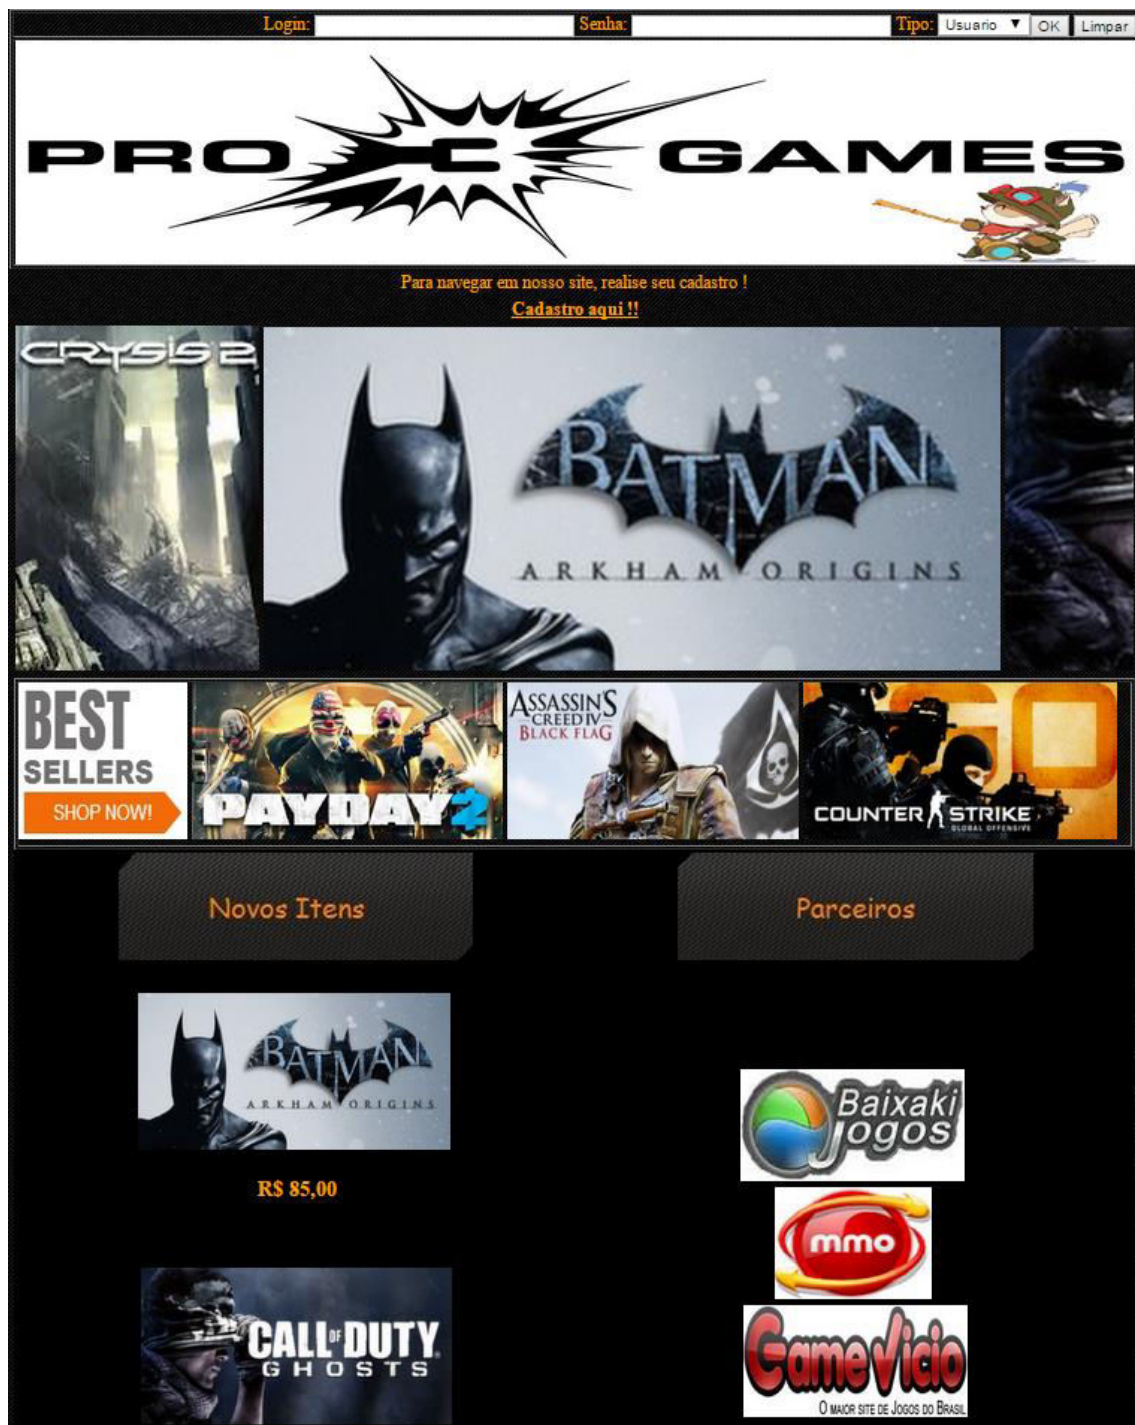 Login: Senha: Tipo: Usuario OK Limpar
PRO C GAMES
Para navegar em nosso site, realise seu cadastro !
Cadastro aqui !!
CRYSIS 2
BATMAN
ARKHAM ORIGINS
BEST
SELLERS
SHOP NOW!
PAYDAY 2
ASSASSIN'S
CREED IV
BLACK FLAG
GO
COUNTER STRIKE
GLOBAL OFFENSIVE
Novos Itens
Parceiros
BATMAN
ARKHAM ORIGINS
R$ 85,00
CALL OF DUTY
GHOSTS
Baixaki
Jogos
mmo
GameVicio
O MAIOR SITE DE JOGOS DO BRASIL